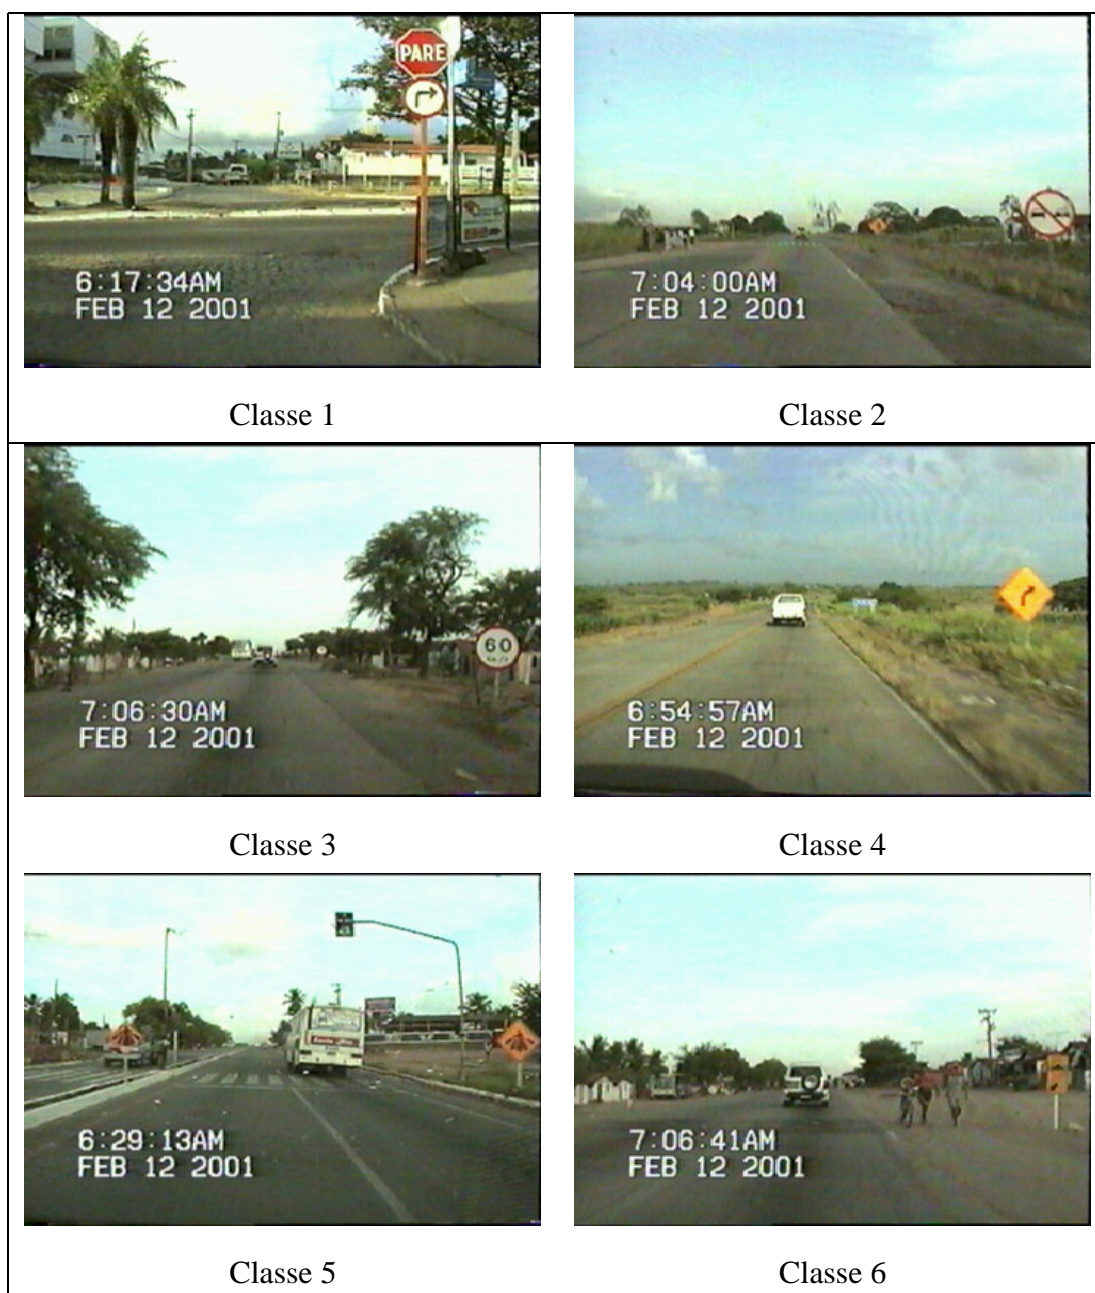 PARE
6:17:34AM
FEB 12 2001
7:04:00AM
FEB 12 2001
Classe 1
Classe 2
60
7:06:30AM
FEB 12 2001
6:54:57AM
FEB 12 2001
Classe 3
Classe 4
6:29:13AM
FEB 12 2001
7:06:41AM
FEB 12 2001
Classe 5
Classe 6